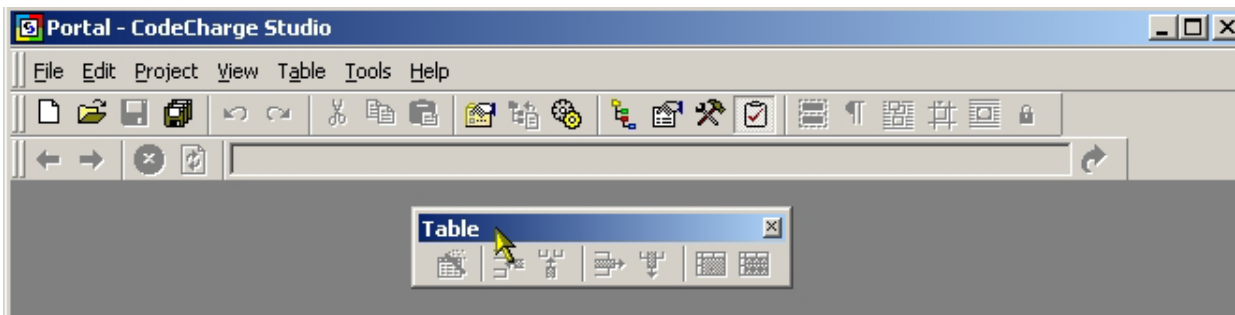 Portal - CodeCharge Studio
File Edit Project View Table Tools Help
Table